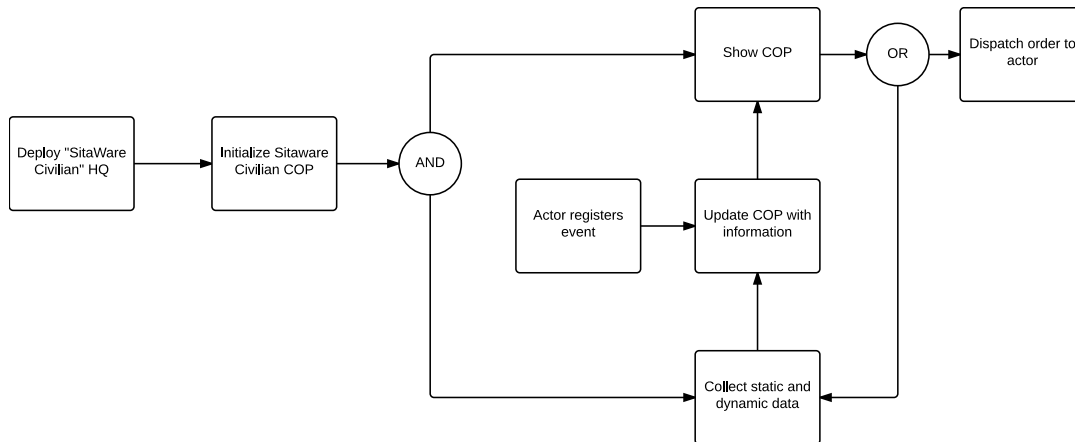 Show COP
OR
Dispatch order to
actor
Deploy "SitaWare
Civilian" HQ
Initialize Sitaware
Civilian COP
AND
Actor registers
event
Update COP with
information
Collect static and
dynamic data